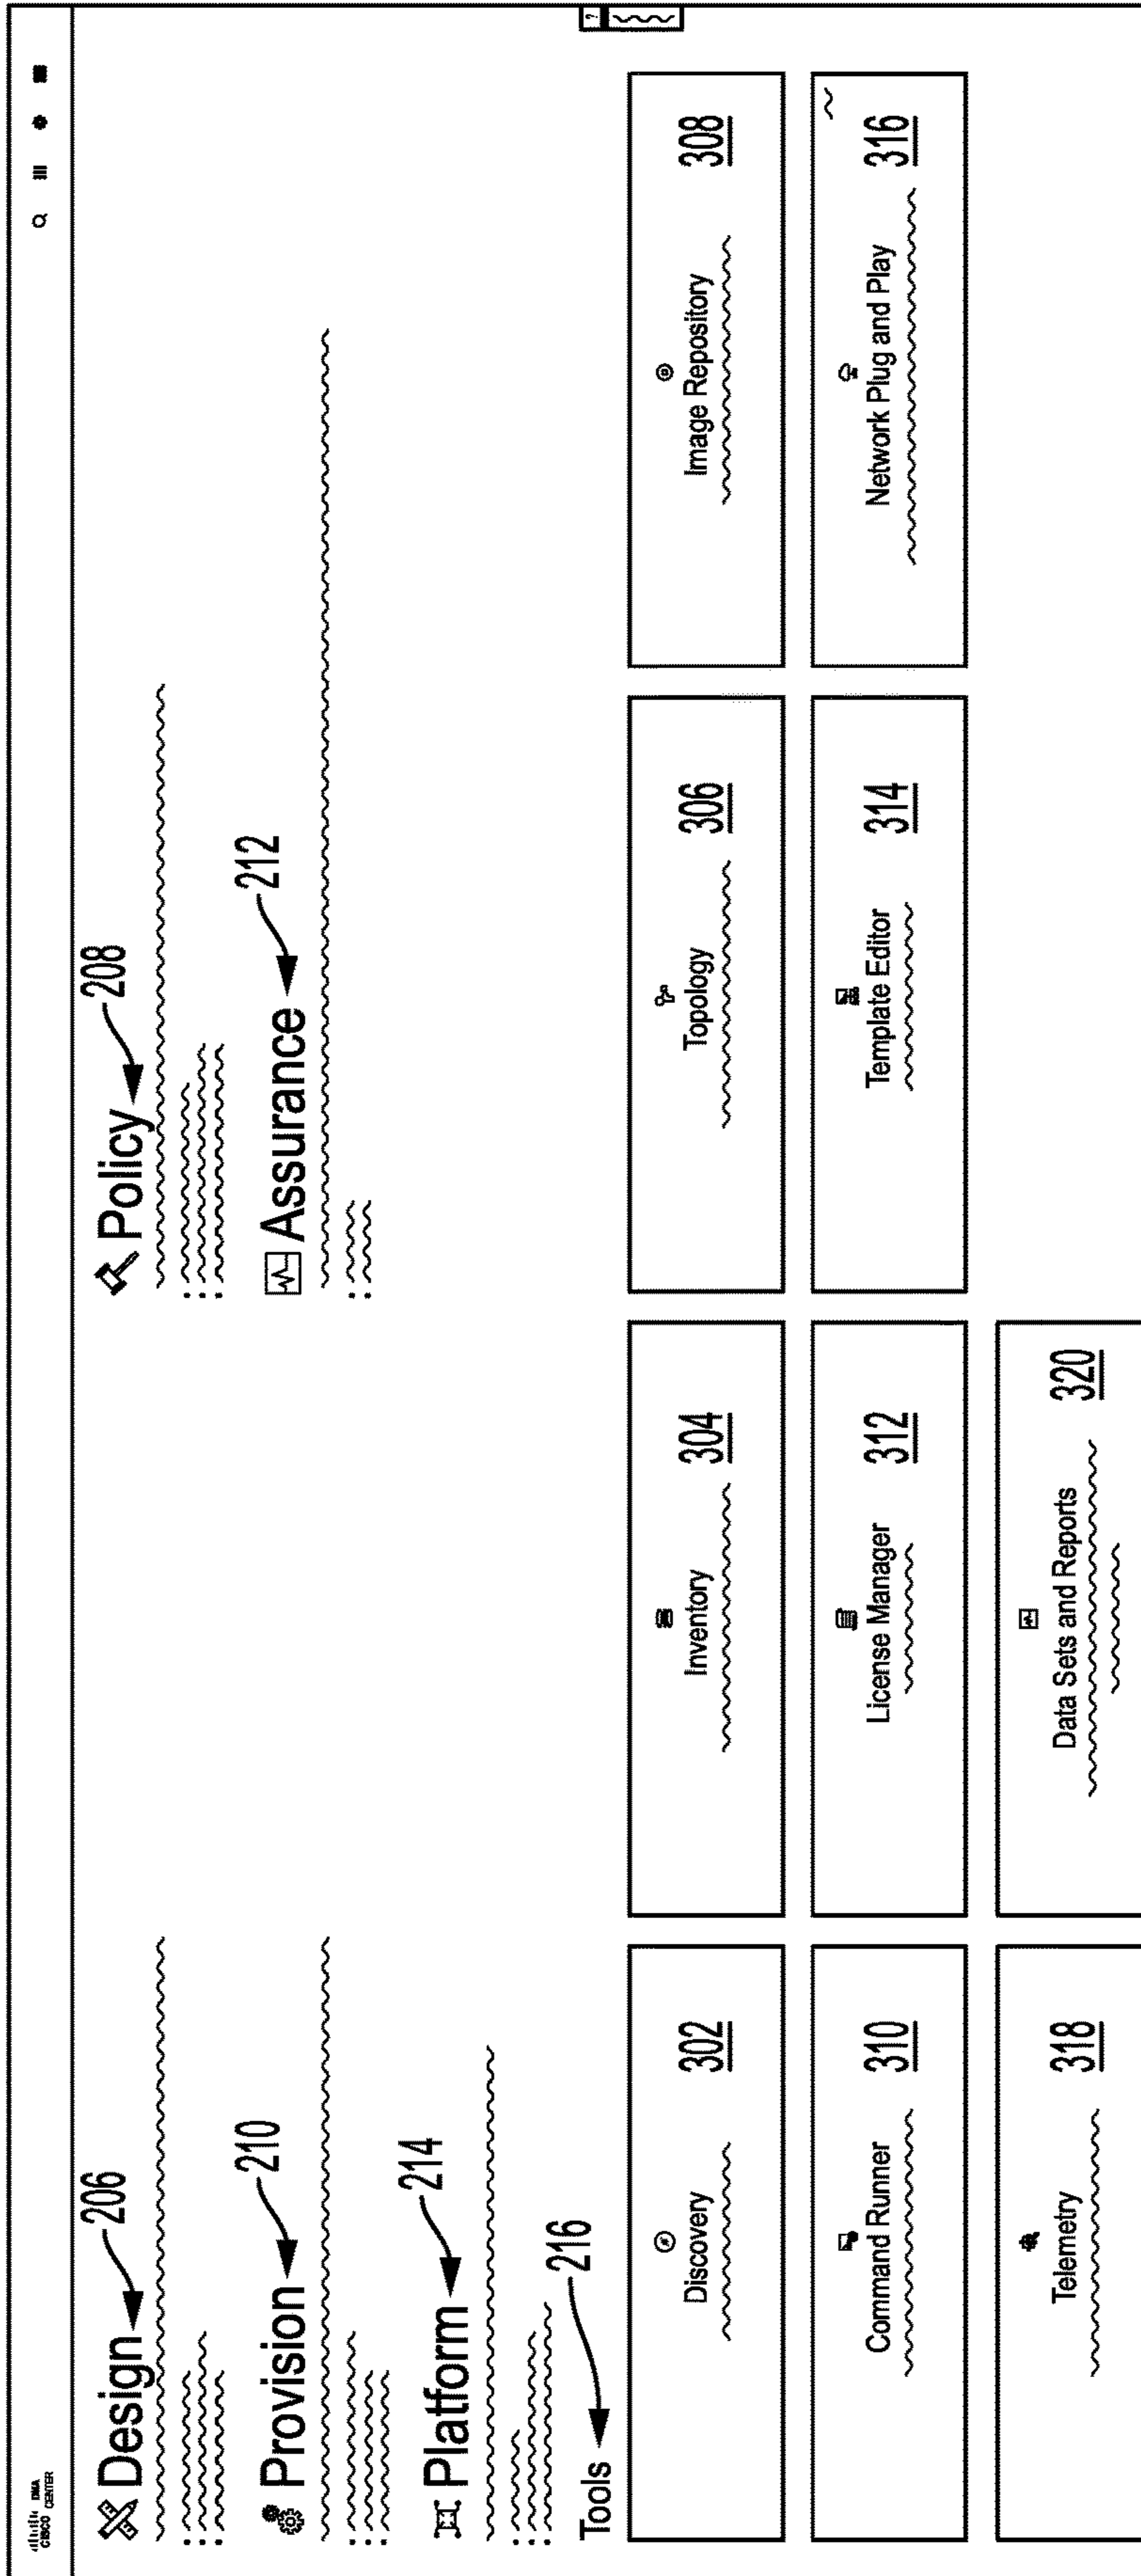 CISCO DNA CENTER
Design 206
Policy 208
Provision 210
Assurance 212
Platform 214
Tools 216
?
Discovery 302
Inventory 304
Topology 306
Image Repository 308
Command Runner 310
License Manager 312
Template Editor 314
Network Plug and Play 316
Telemetry 318
Data Sets and Reports 320